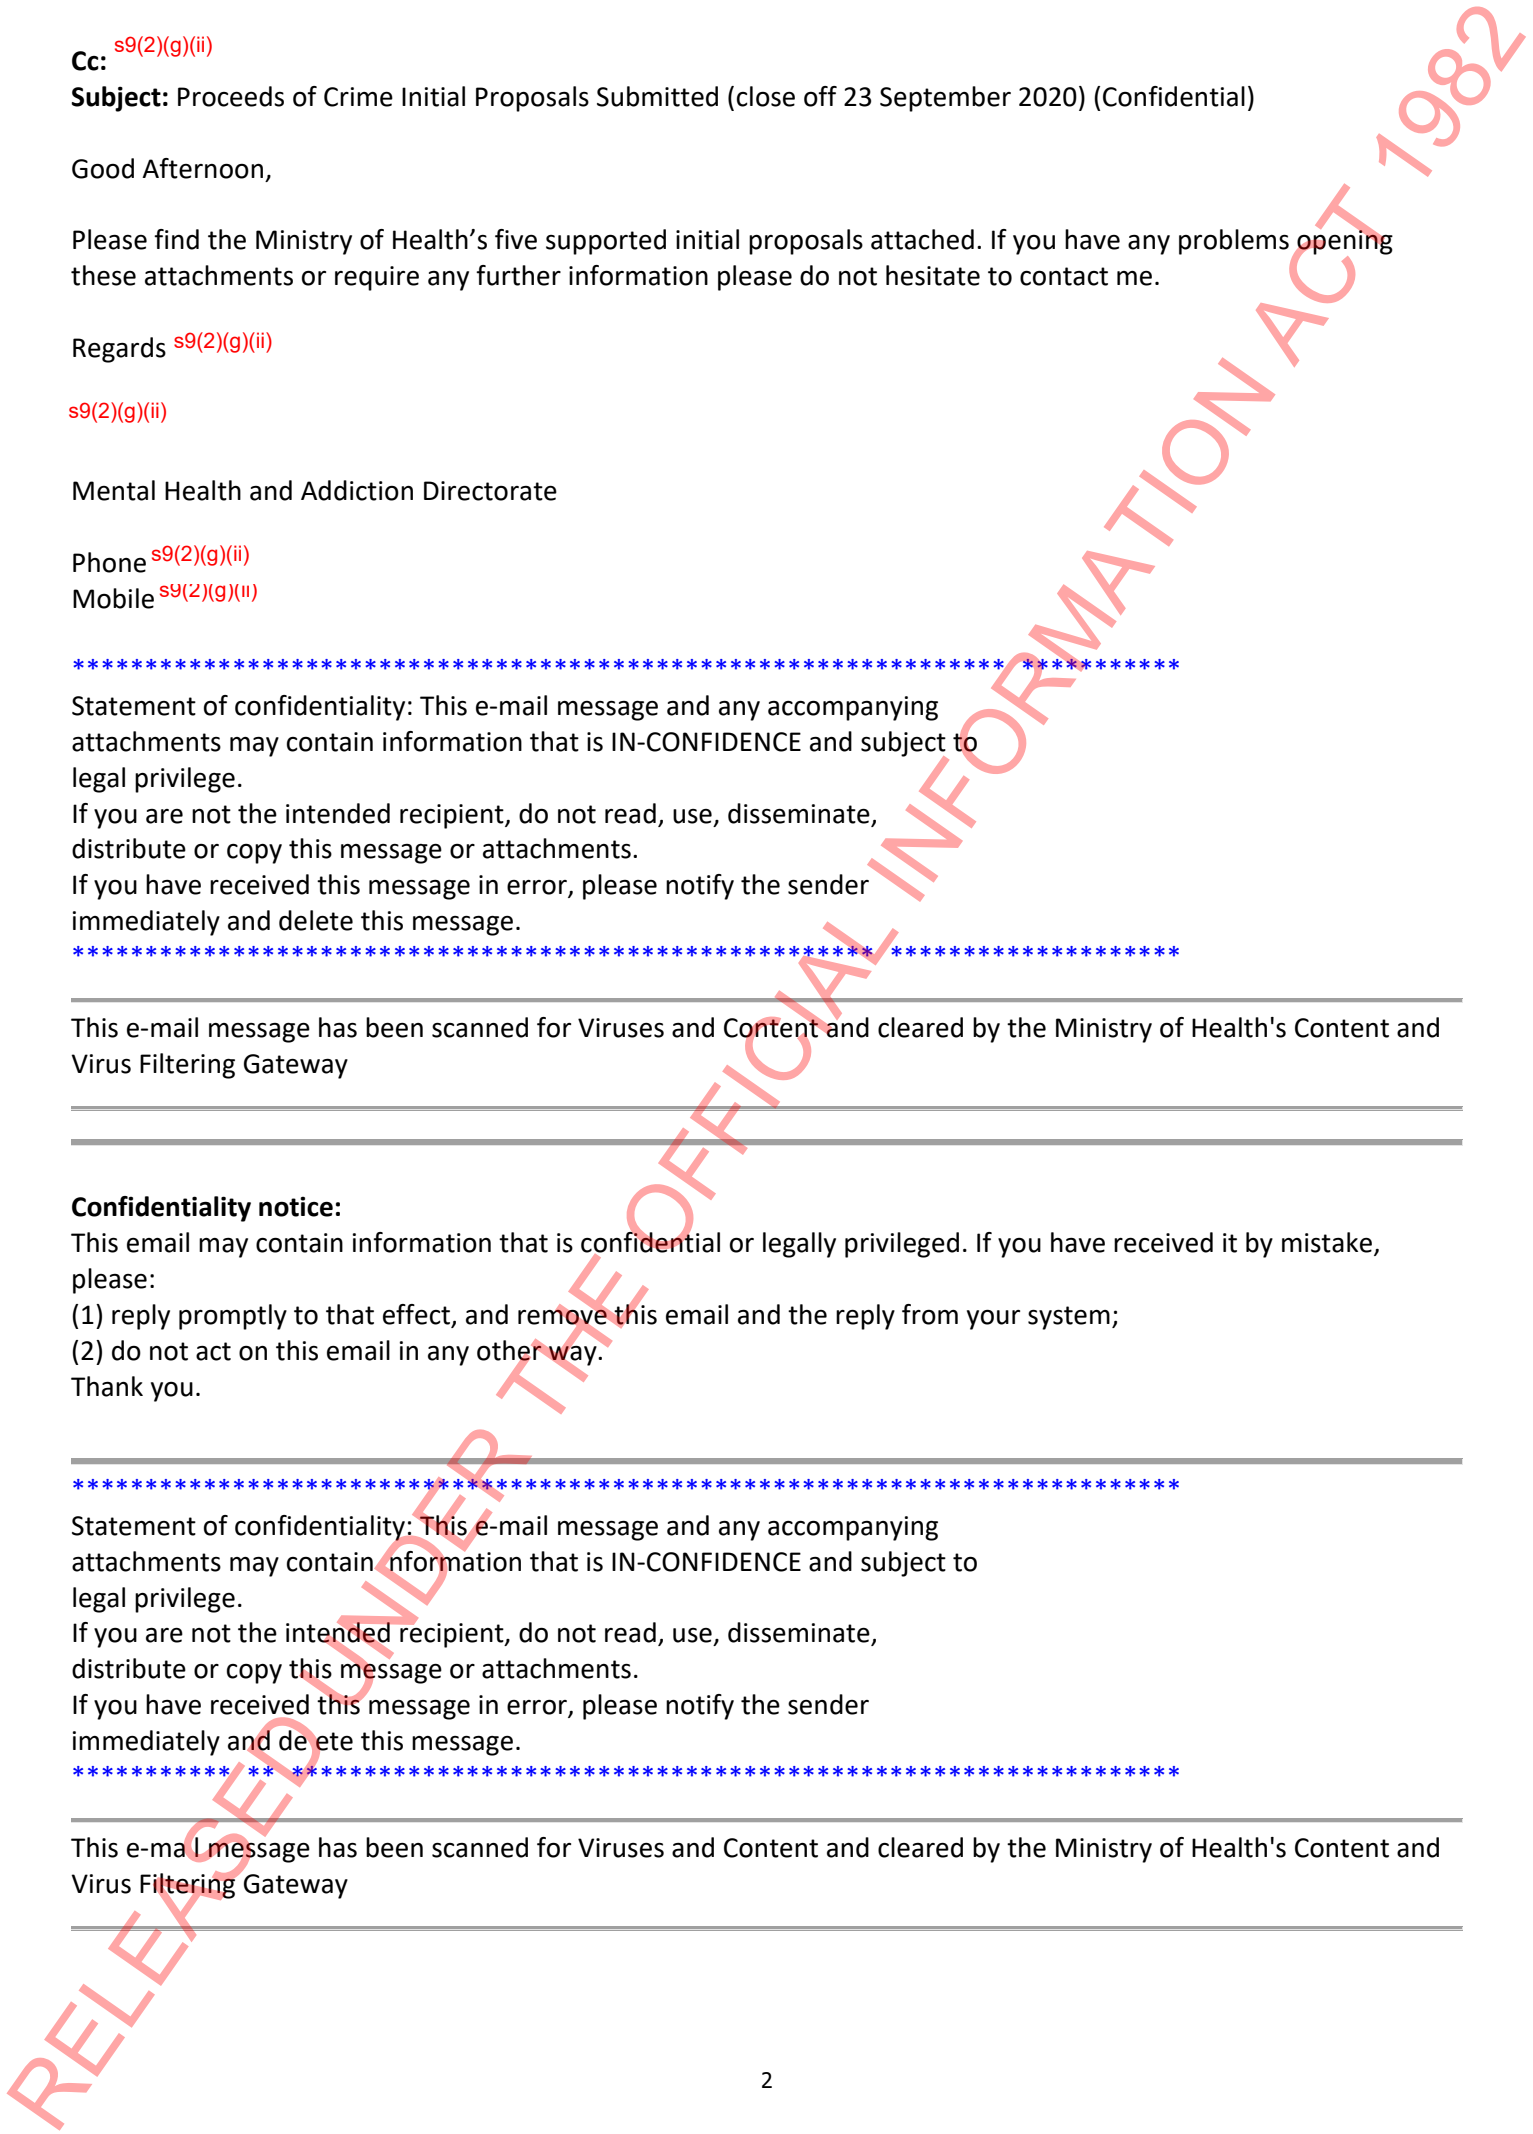 Cc: s9(2)(g)(ii)
Subject: Proceeds of Crime Initial Proposals Submitted (close off 23 September 2020) (Confidential)
Good Afternoon,
Please find the Ministry of Health’s five supported initial proposals attached. If you have any problems opening
these attachments or require any further information please do not hesitate to contact me.
Regards s9(2)(g)(ii)
s9(2)(g)(ii)
Mental Health and Addiction Directorate
Phone s9(2)(g)(ii)
Mobile s9(2)(g)(ii)
**************************************************************** ***********
Statement of confidentiality: This e-mail message and any accompanying
attachments may contain information that is IN-CONFIDENCE and subject to
legal privilege.
If you are not the intended recipient, do not read, use, disseminate,
distribute or copy this message or attachments.
If you have received this message in error, please notify the sender
immediately and delete this message.
******************************************************* ********************
This e-mail message has been scanned for Viruses and Content and cleared by the Ministry of Health's Content and
Virus Filtering Gateway
Confidentiality notice:
This email may contain information that is confidential or legally privileged. If you have received it by mistake,
please:
(1) reply promptly to that effect, and remove this email and the reply from your system;
(2) do not act on this email in any other way.
Thank you.
****************************************************************************
Statement of confidentiality: This e-mail message and any accompanying
attachments may contain nformation that is IN-CONFIDENCE and subject to
legal privilege.
If you are not the intended recipient, do not read, use, disseminate,
distribute or copy this message or attachments.
If you have received this message in error, please notify the sender
immediately and de ete this message.
*********** ** *************************************************************
This e-ma l message has been scanned for Viruses and Content and cleared by the Ministry of Health's Content and
Virus Filtering Gateway
2
RELEASED UNDER THE OFFICIAL INFORMATION ACT 1982